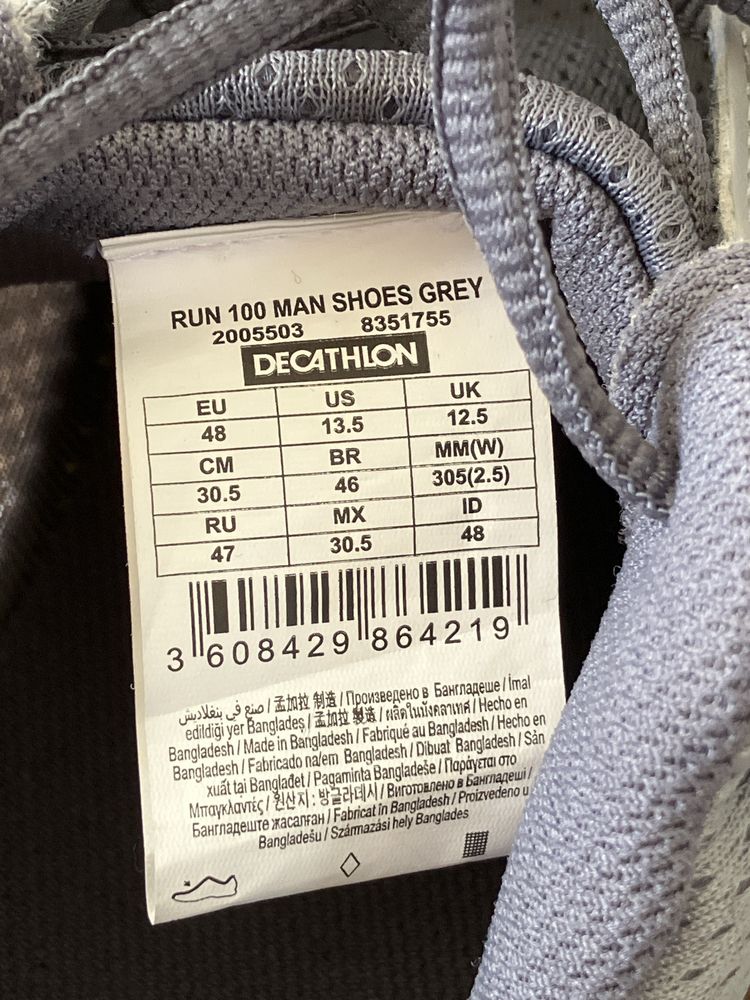 RUN 100 MAN SHOES GREY
2005503 8351755
DECATHLON
EU US UK
48 13.5 12.5
CM BR MM(W)
30.5 46 305(2.5)
RU MX ID
47 30.5 48
3 608429 864219
صنع في بنغلاديش / 孟加拉 制造 / Произведено в Бангладеше / İmal
edildiği yer Bangladeş / 孟加拉 製造 / ผลิตในบังคลาเทศ / Hecho en
Bangladesh / Made in Bangladesh / Fabriqué au Bangladesh / Hecho en
Bangladesh / Fabricado na/em Bangladesh / Dibuat Bangladesh / Sản
xuất tại Banglađet / Pagaminta Bangladeše / Παράγεται στο
Μπαγκλαντές / 원산지 : 방글라데시 / Виготовлено в Бангладеші /
Бангладеште жасалған / Fabricat în Bangladesh / Proizvedeno u
Bangladešu / Származási hely Banglades